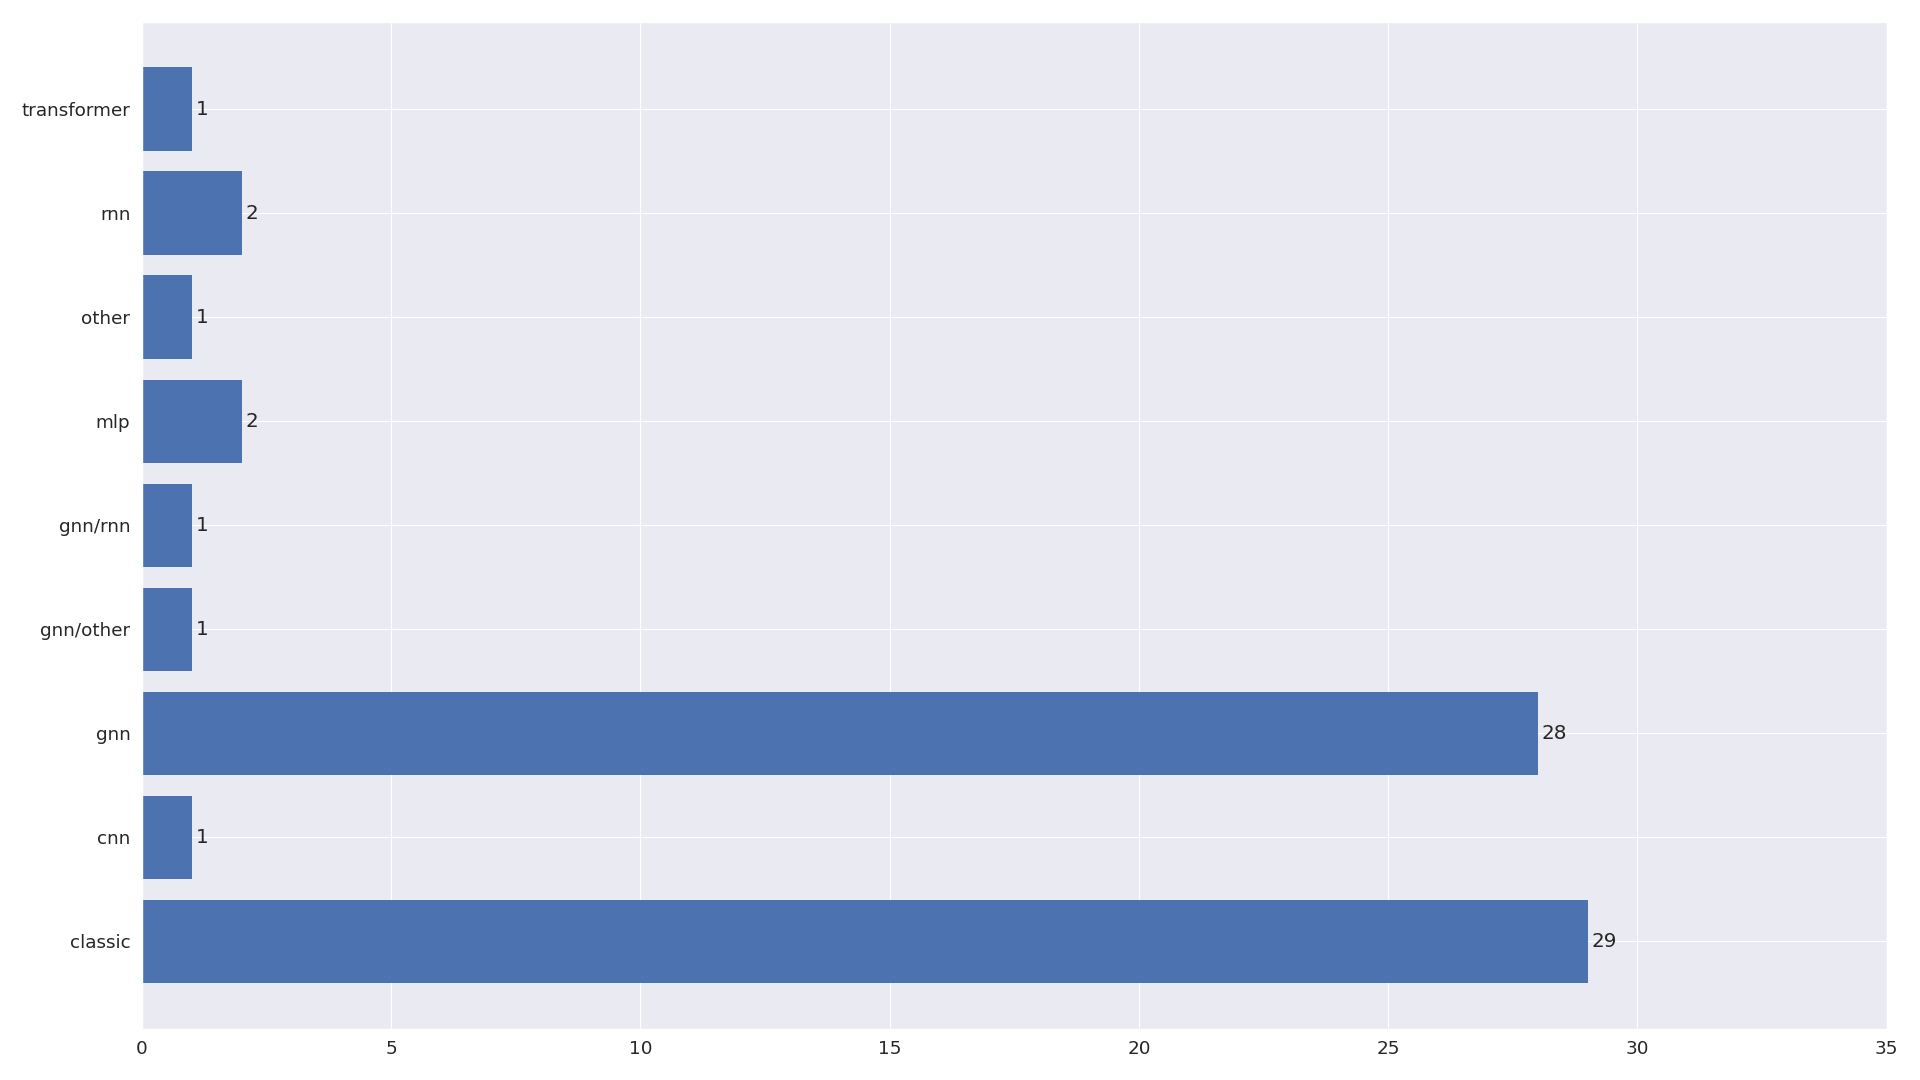 transformer 1
rnn 2
other 1
mlp 2
gnn/rnn 1
gnn/other 1
gnn 28
cnn 1
classic 29
0 5 10 15 20 25 30 35